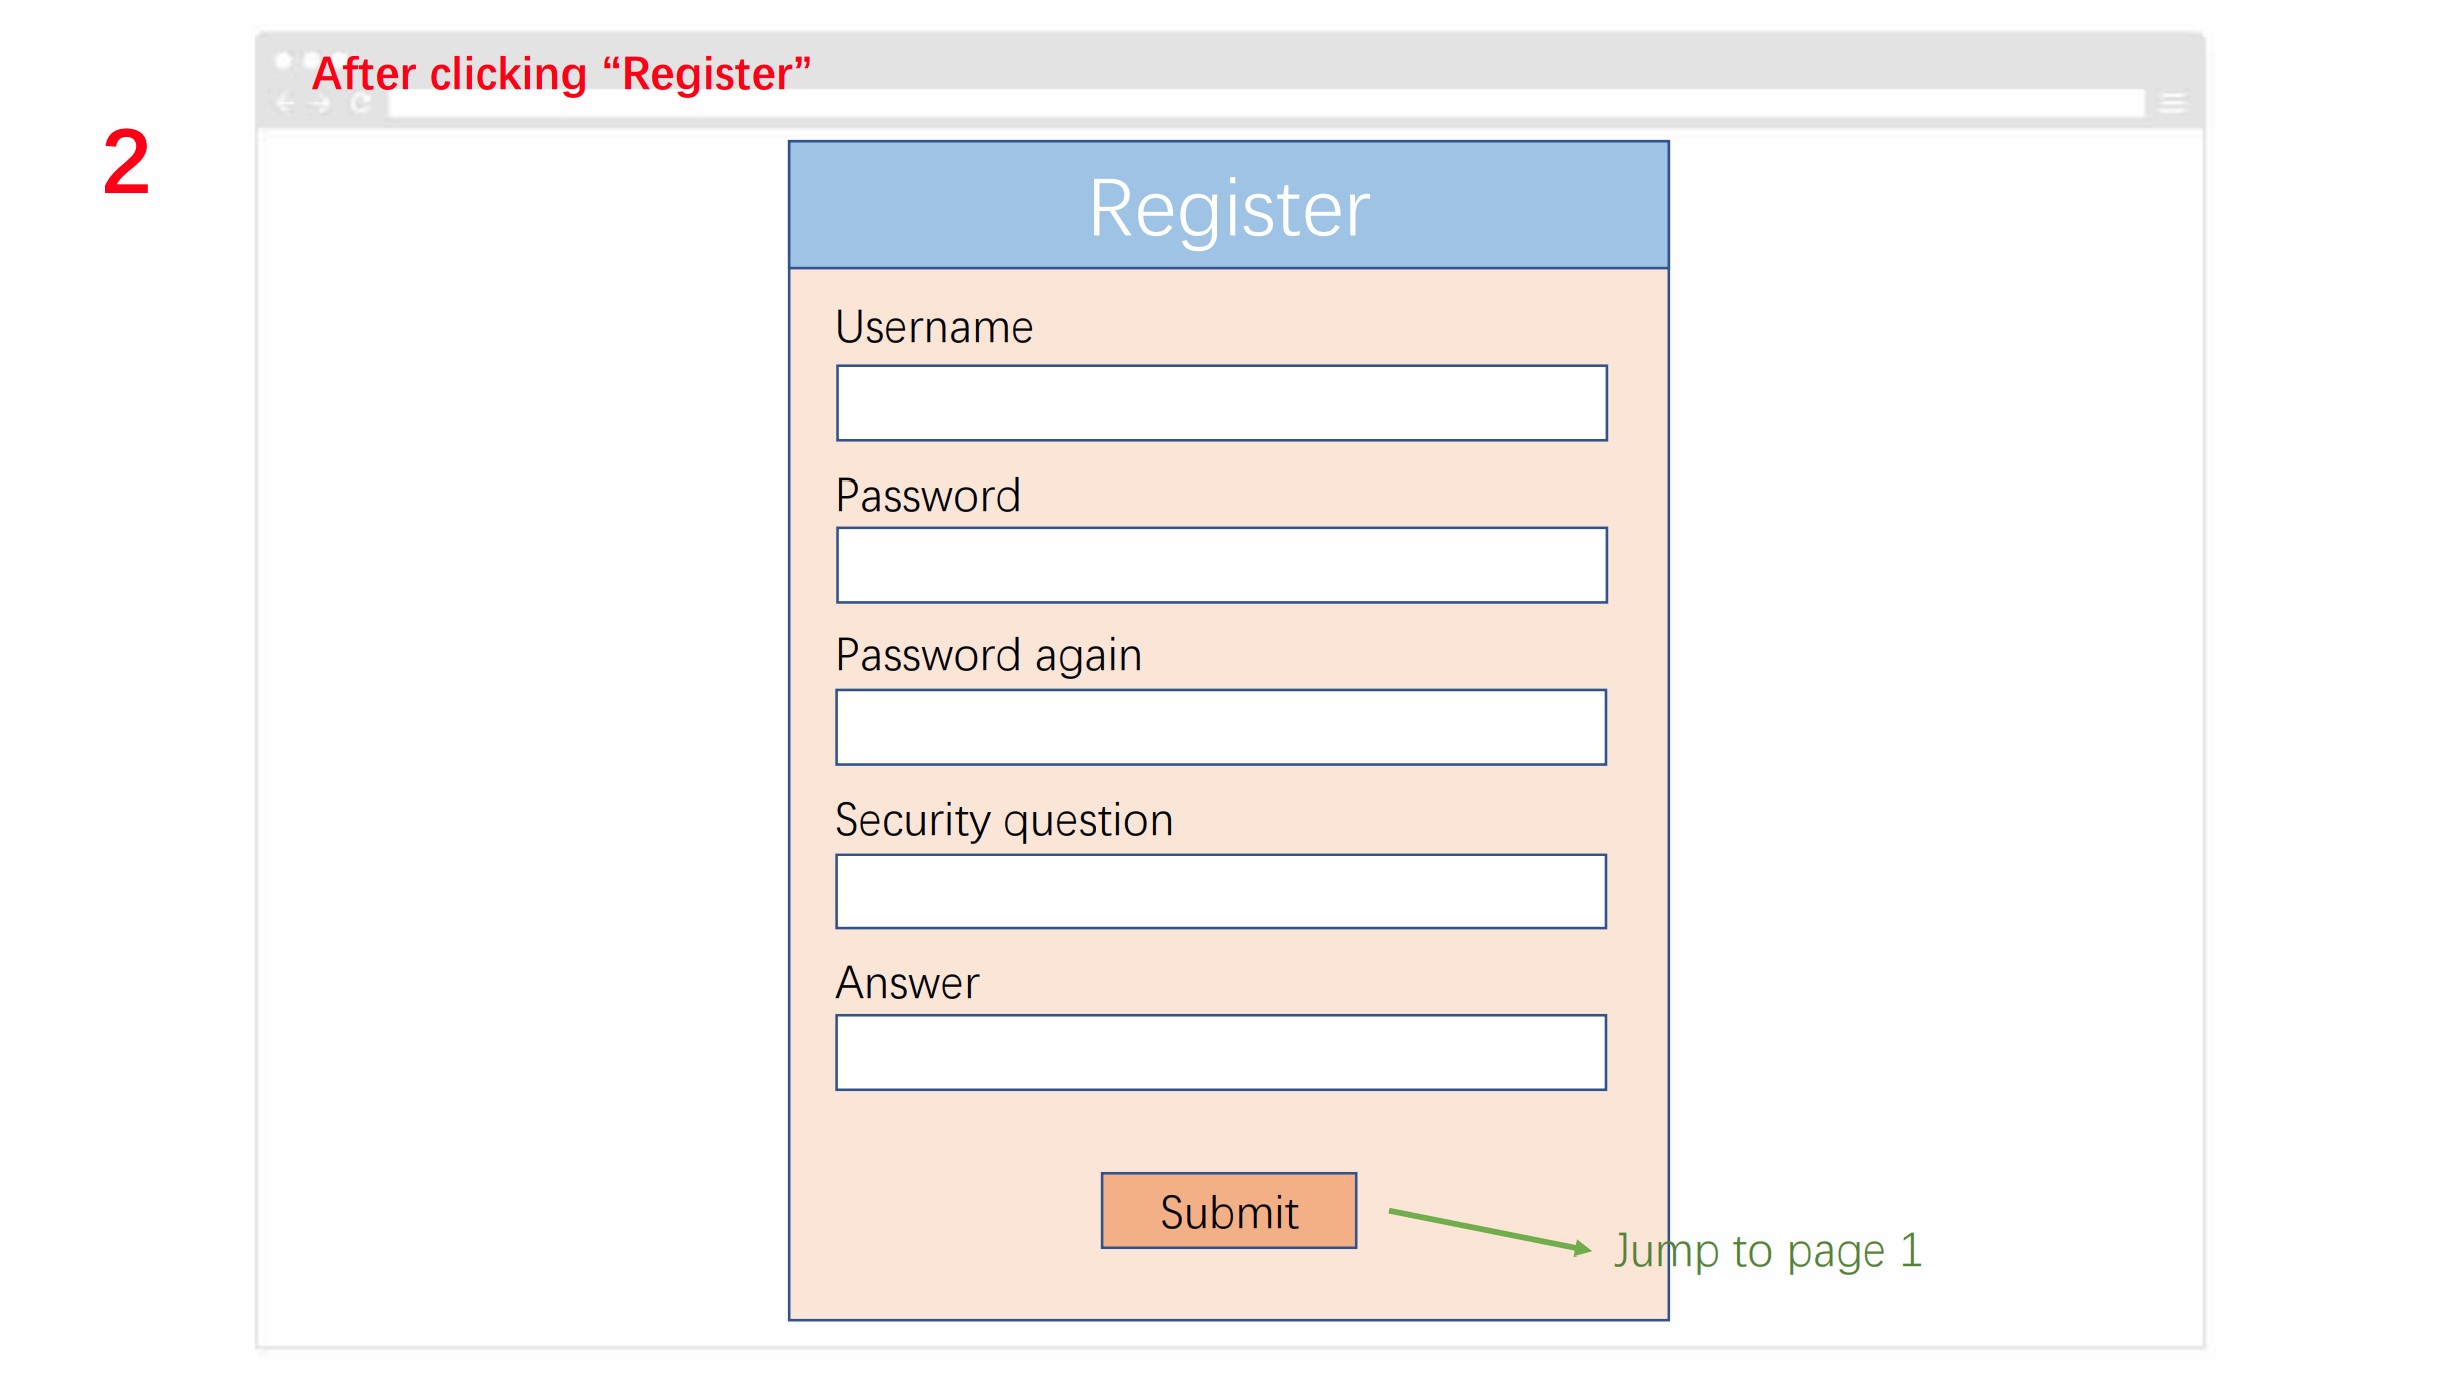 After clicking “Register”
2
Register
Username
Password
Password again
Security question
Answer
Submit
Jump to page 1